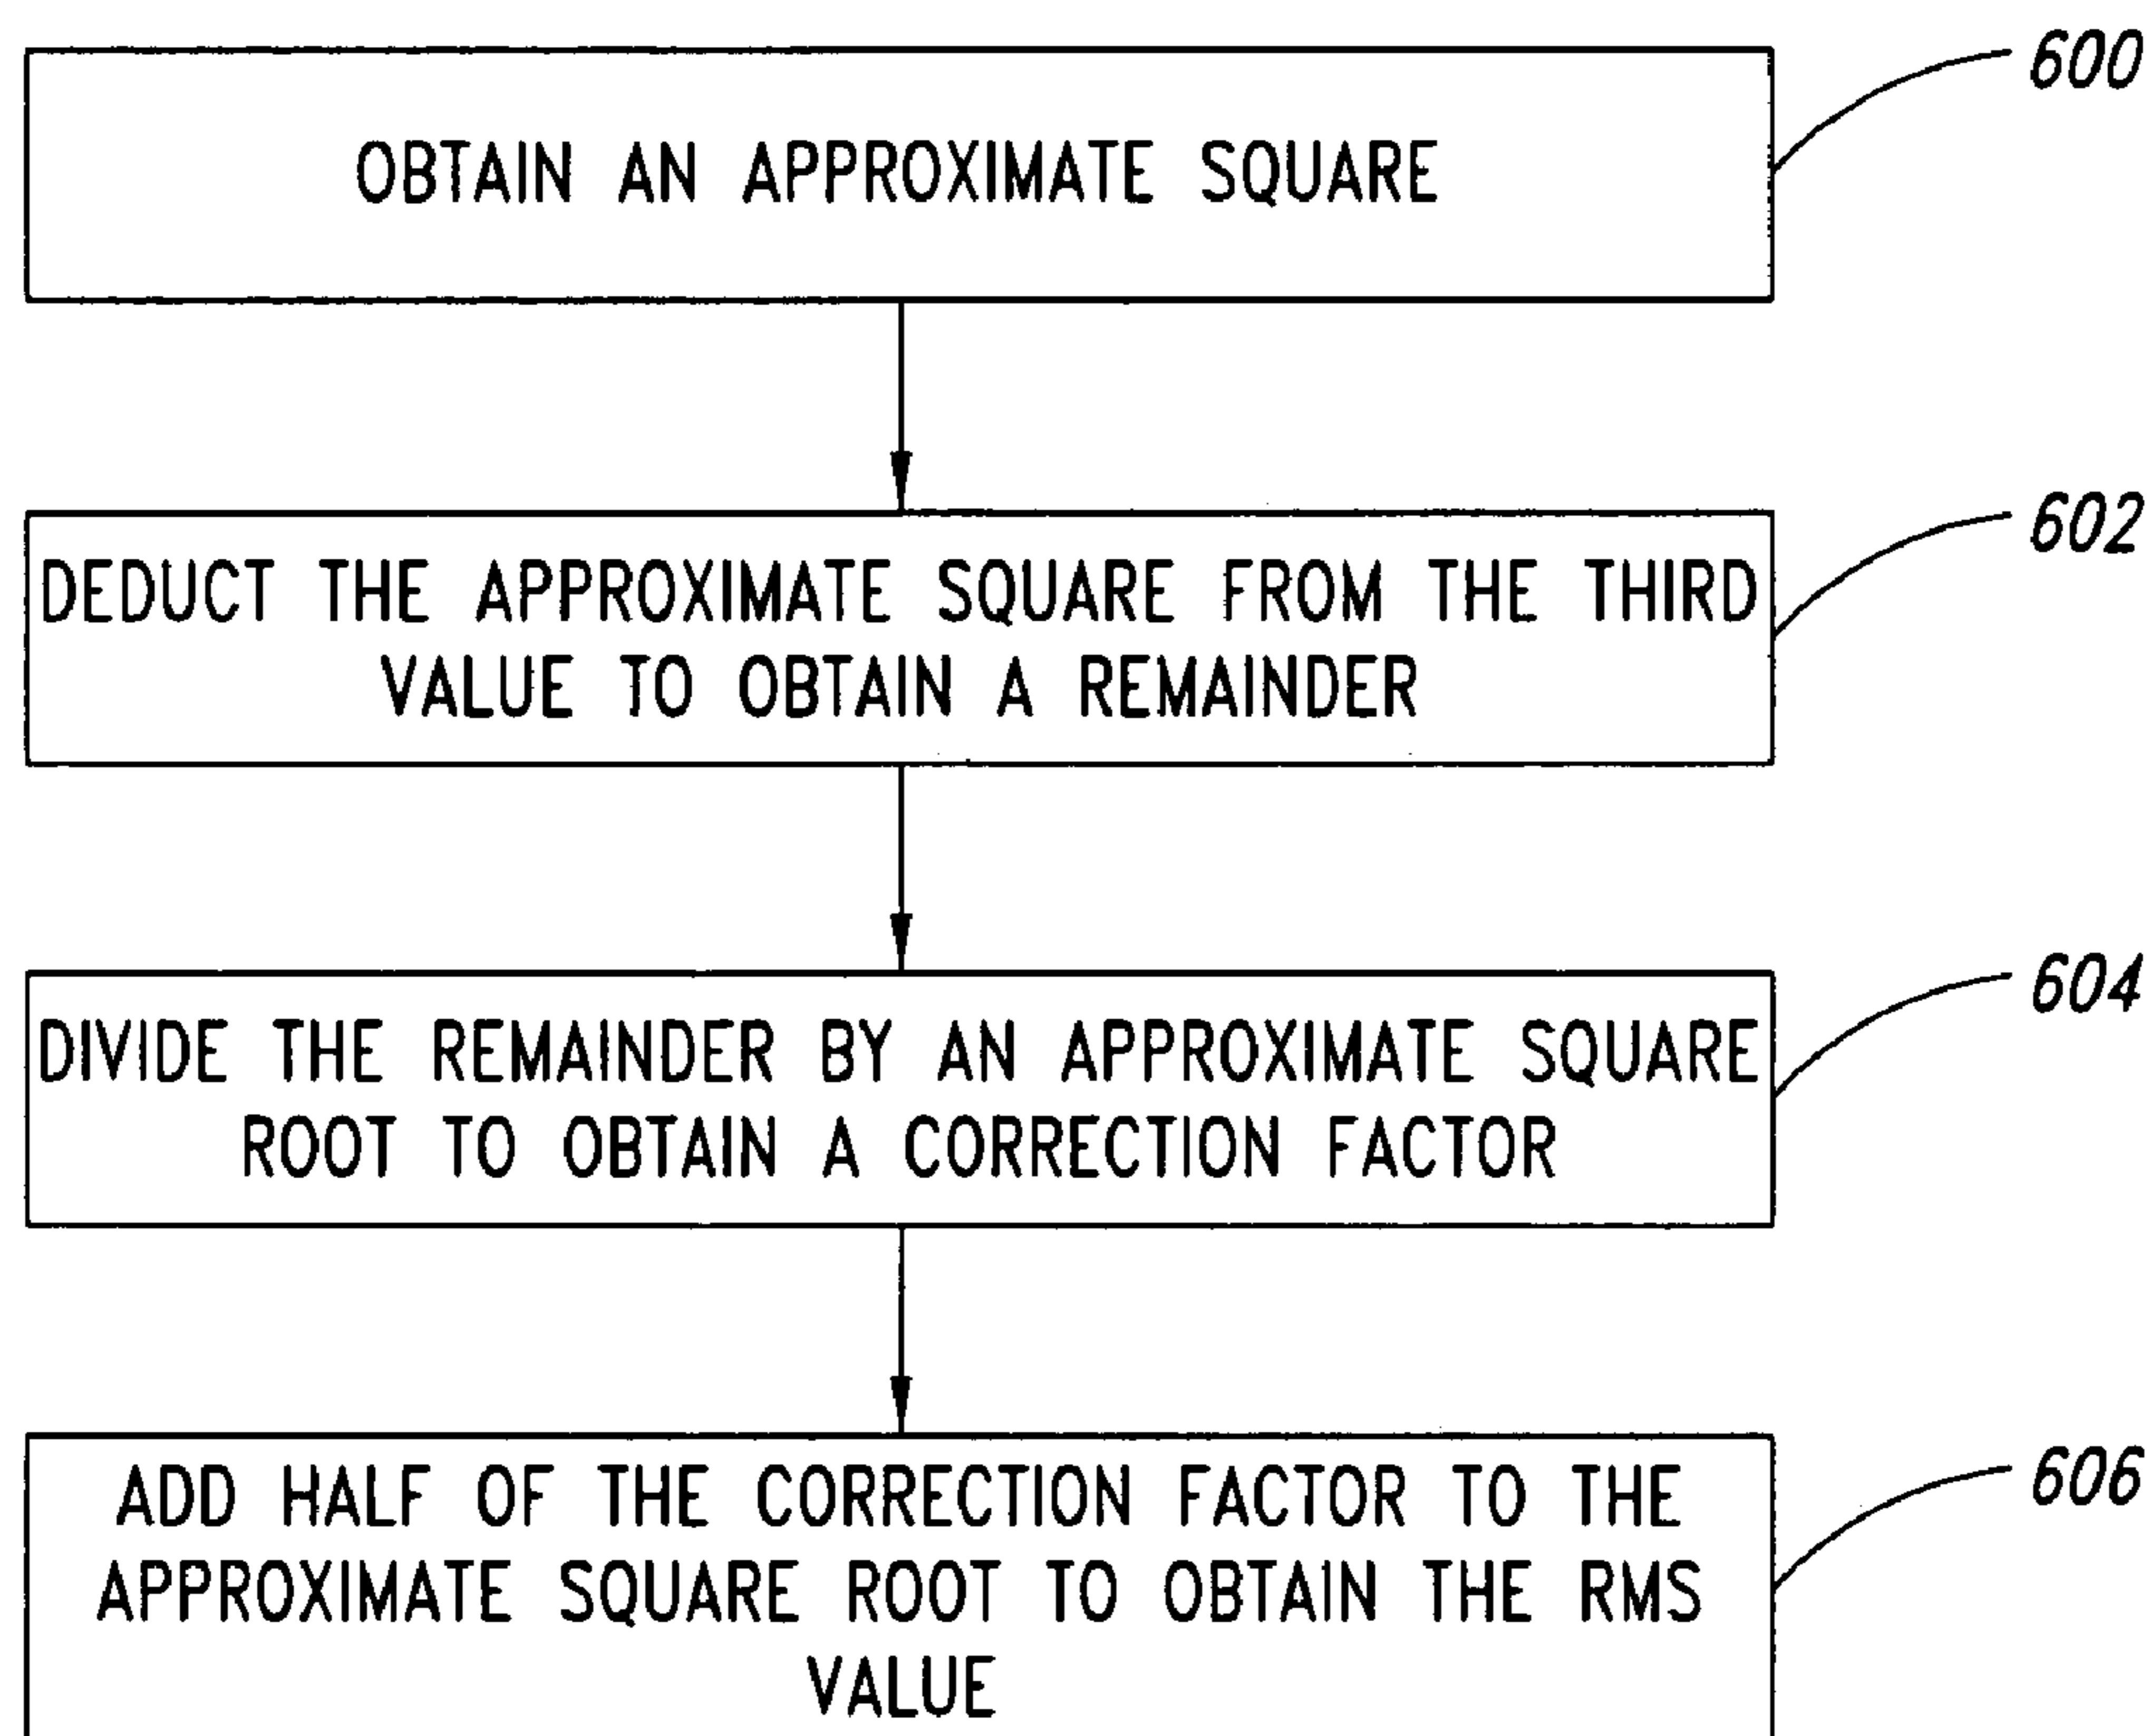 600
OBTAIN AN APPROXIMATE SQUARE
602
DEDUCT THE APPROXIMATE SQUARE FROM THE THIRD
VALUE TO OBTAIN A REMAINDER
604
DIVIDE THE REMAINDER BY AN APPROXIMATE SQUARE
ROOT TO OBTAIN A CORRECTION FACTOR
606
ADD HALF OF THE CORRECTION FACTOR TO THE
APPROXIMATE SQUARE ROOT TO OBTAIN THE RMS
VALUE